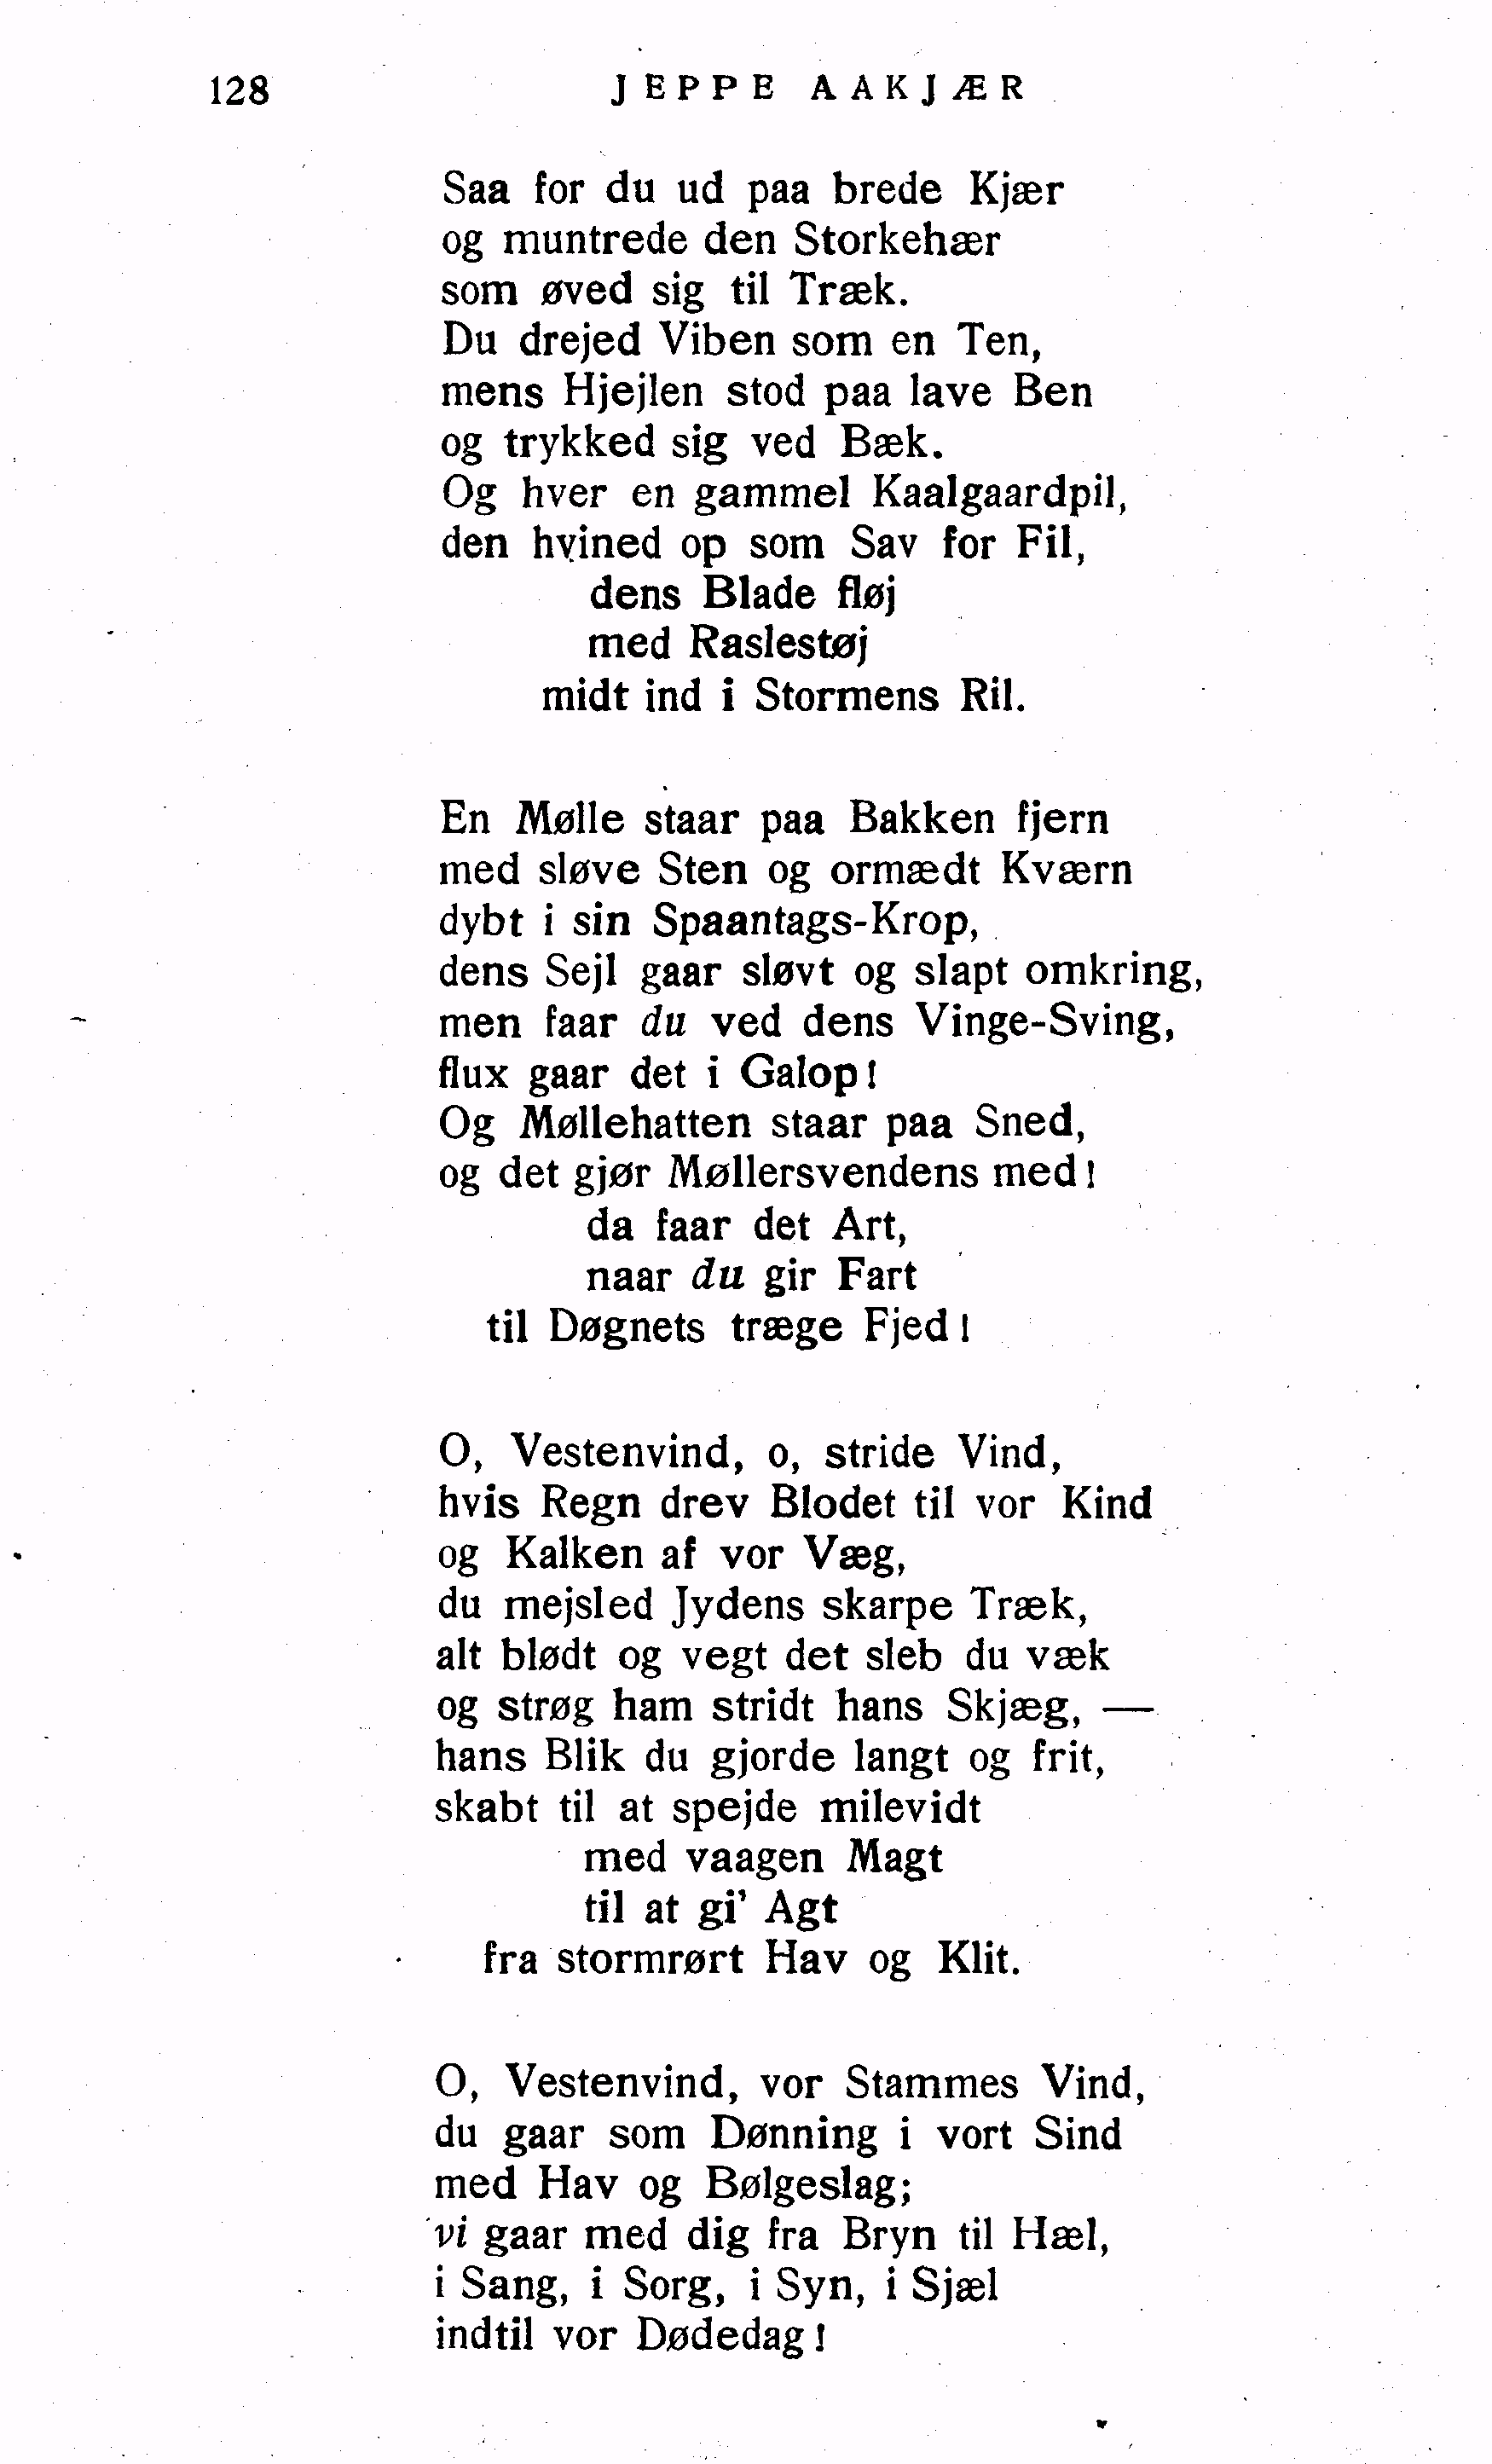 128 JEPPE AAKJÆR
Saa for du ud paa brede Kjær
og muntrede den Storkehær
som øved sig til Træk.
Du drejed Viben som en Ten,
mens Hjejlen stod paa lave Ben
og trykked sig ved Bæk.
Og hver en gammel Kaalgaardpil,
den hvined op som Sav for Fil,
dens Blade fløj
med Raslestøj
midt ind i Stormens Ril.
En Mølle staar paa Bakken fjern
med sløve Sten og ormædt Kværn
dybt i sin Spaantags-Krop,
dens Sejl gaar sløvt og slapt omkring,
men faar du ved dens Vinge-Sving,
flux gaar det i Galop!
Og Møllehatten staar paa Sned,
og det gjør Møllersvendens med!
da faar det Art,
naar du gir Fart
til Døgnets træge Fjed!
O, Vestenvind, o, stride Vind,
hvis Regn drev Blodet til vor Kind
og Kalken af vor Væg,
du mejsled Jydens skarpe Træk,
alt blødt og vegt det sleb du væk
og strøg ham stridt hans Skjæg, —
hans Blik du gjorde langt og frit,
skabt til at spejde milevidt
med vaagen Magt
til at gi' Agt
fra stormrørt Hav og Klit.
O, Vestenvind, vor Stammes Vind,
du gaar som Dønning i vort Sind
med Hav og Bølgeslag;
vi gaar med dig fra Bryn til Hæl,
i Sang, i Sorg, i Syn, i Sjæl
indtil vor Dødedag!